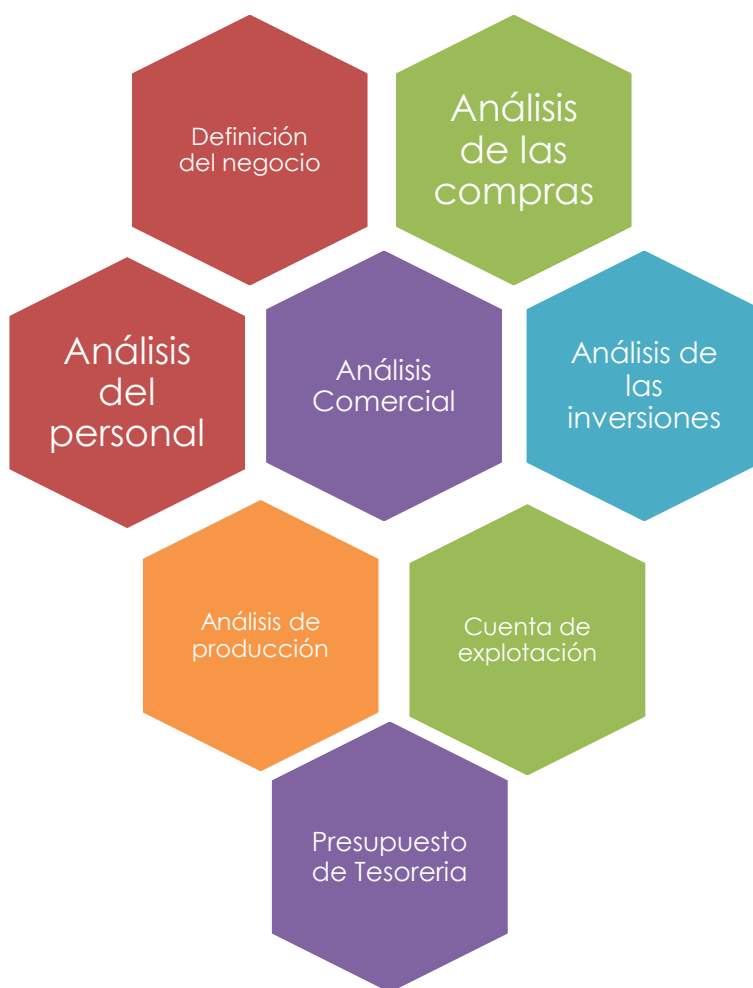 Definición
del negocio
Análisis
de las
compras
Análisis
del
personal
Análisis
Comercial
Análisis de
las
inversiones
Análisis de
producción
Cuenta de
explotación
Presupuesto
de Tesoreria